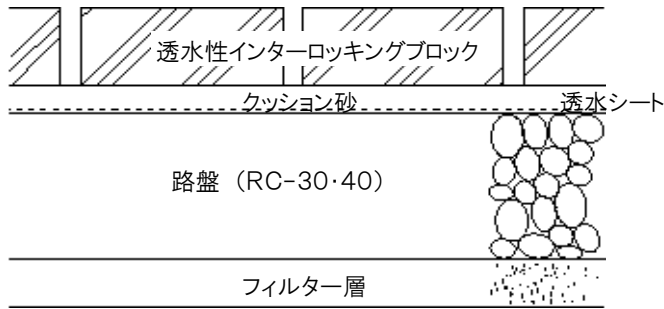 透水性インターロッキングブロック
クッション砂
透水シート
路盤（RC-30・40）
フィルター層